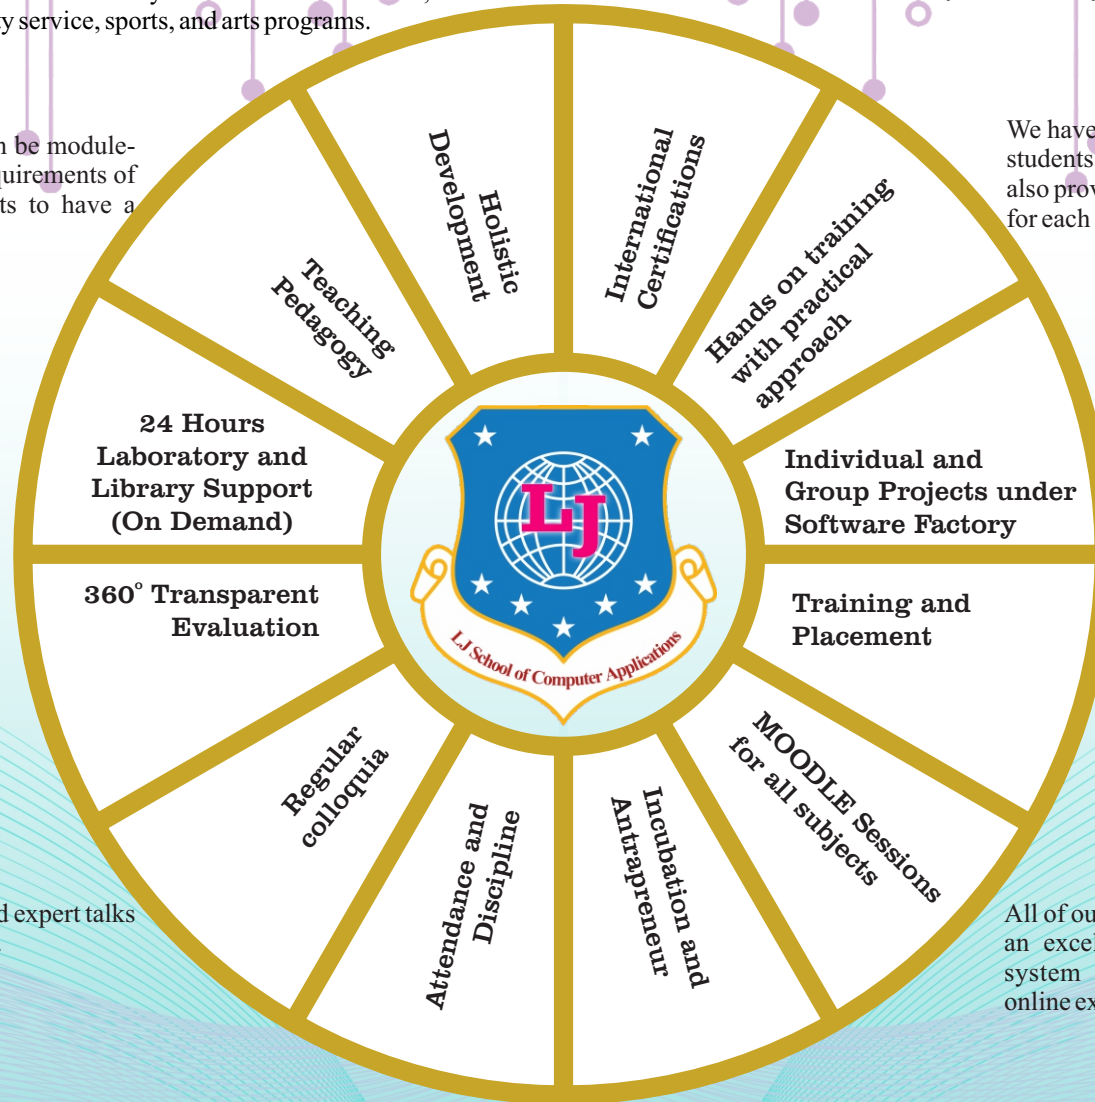 ty service, sports, and arts programs.
be module-
quirements of
ts to have a
We have
students
also prov
for each
Holistic
Development
International
Certifications
Hands on training
with practical
approach
Individual and
Group Projects under
Software Factory
Training and
Placement
MOODLE Sessions
for all subjects
Incubation and
Antrapreneur
Attendance and
Discipline
Regular
colloquia
360° Transparent
Evaluation
24 Hours
Laboratory and
Library Support
(On Demand)
Teaching
Pedagogy
LJ
LJ School of Computer Applications
d expert talks
All of ou
an excel
system
online ex